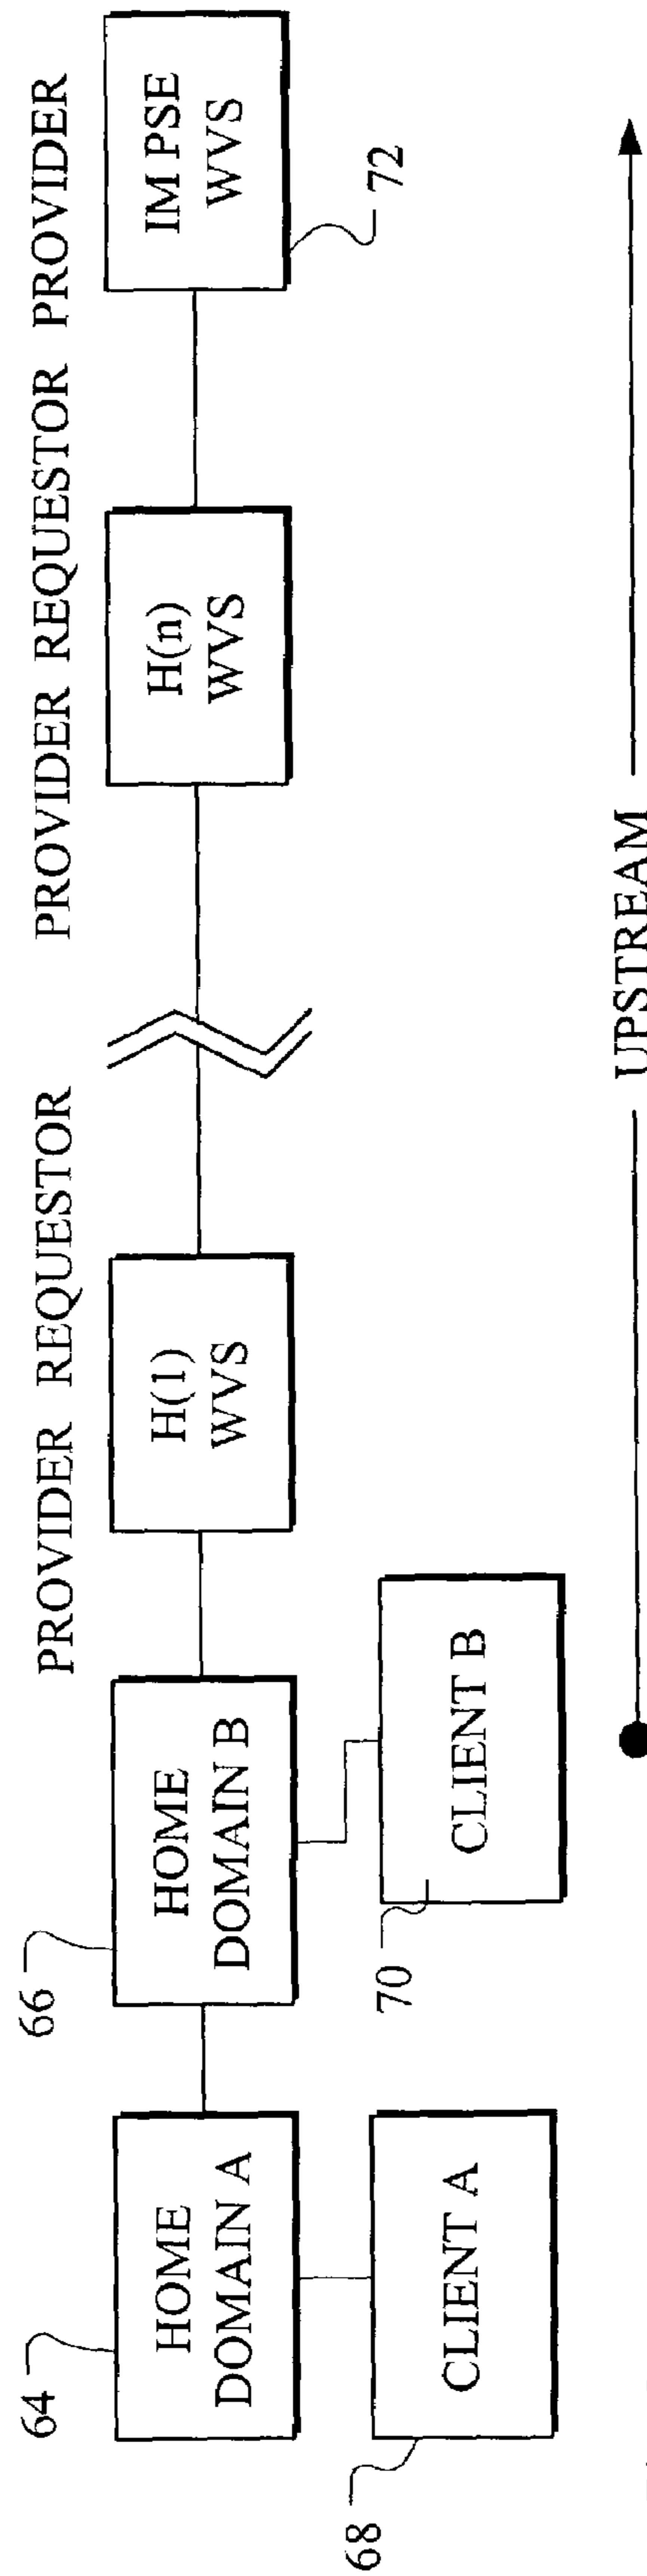 PROVIDER REQUESTOR
PROVIDER REQUESTOR
PROVIDER
64
HOME
DOMAIN A
66
HOME
DOMAIN B
H(1)
WVS
H(n)
WVS
IM PSE
WVS
72
68
CLIENT A
70
CLIENT B
UPSTREAM